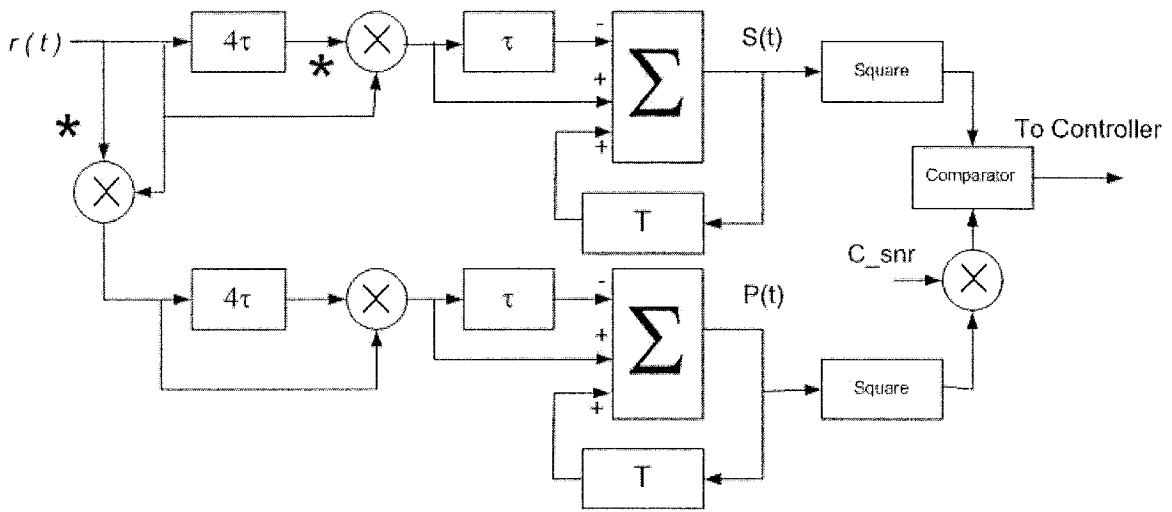 r(t)
4τ
*
τ
-
+
+
Σ
S(t)
Square
*
T
Comparator
To Controller
C_snr
4τ
τ
-
+
+
Σ
P(t)
Square
T